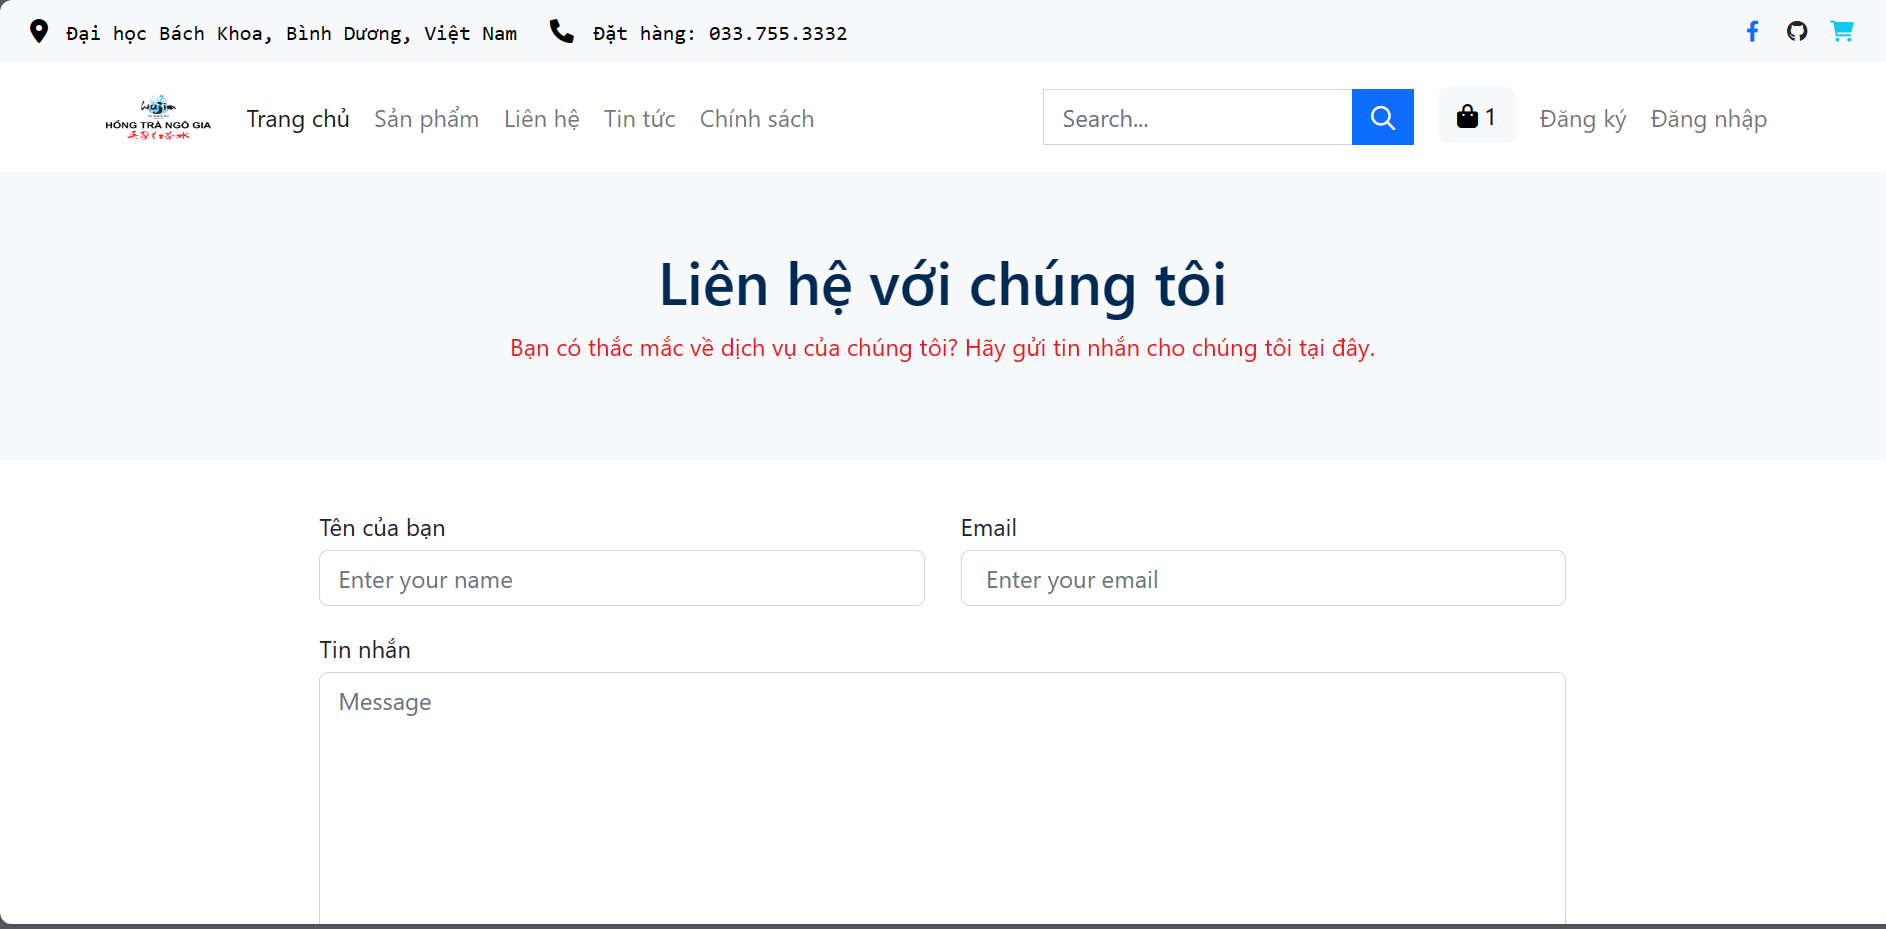 Đại học Bách Khoa, Bình Dương, Việt Nam Đặt hàng: 033.755.3332
HỒNG TRÀ NGÔ GIA
Trang chủ Sản phẩm Liên hệ Tin tức Chính sách Search... 1 Đăng ký Đăng nhập
Liên hệ với chúng tôi
Bạn có thắc mắc về dịch vụ của chúng tôi? Hãy gửi tin nhắn cho chúng tôi tại đây.
Tên của bạn Email
Enter your name Enter your email
Tin nhắn
Message